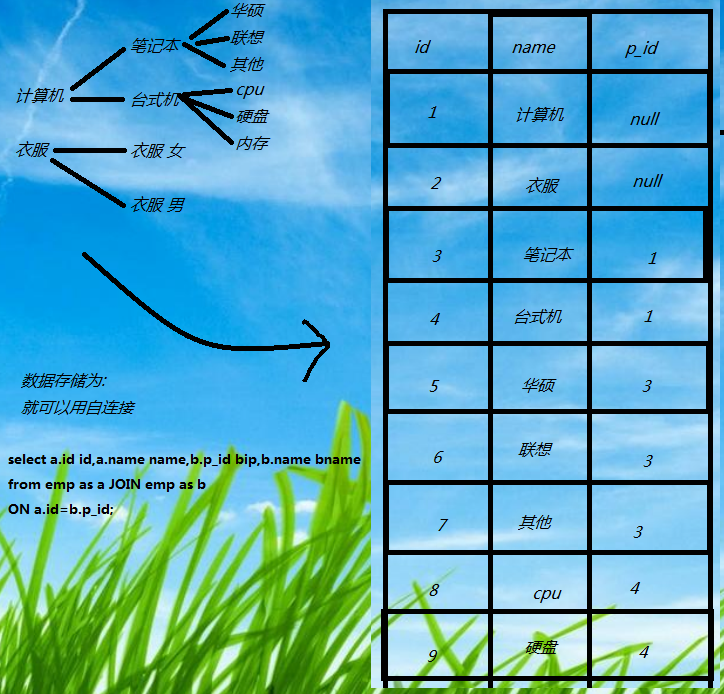 华硕
笔记本
联想
其他
计算机
台式机
cpu
硬盘
内存
衣服
衣服 女
衣服 男
数据存储为:
就可以用自连接
select a.id id,a.name name,b.p_id bip,b.name bname
from emp as a JOIN emp as b
ON a.id=b.p_id;
id name p_id
1 计算机 null
2 衣服 null
3 笔记本 1
4 台式机 1
5 华硕 3
6 联想 3
7 其他 3
8 cpu 4
9 硬盘 4